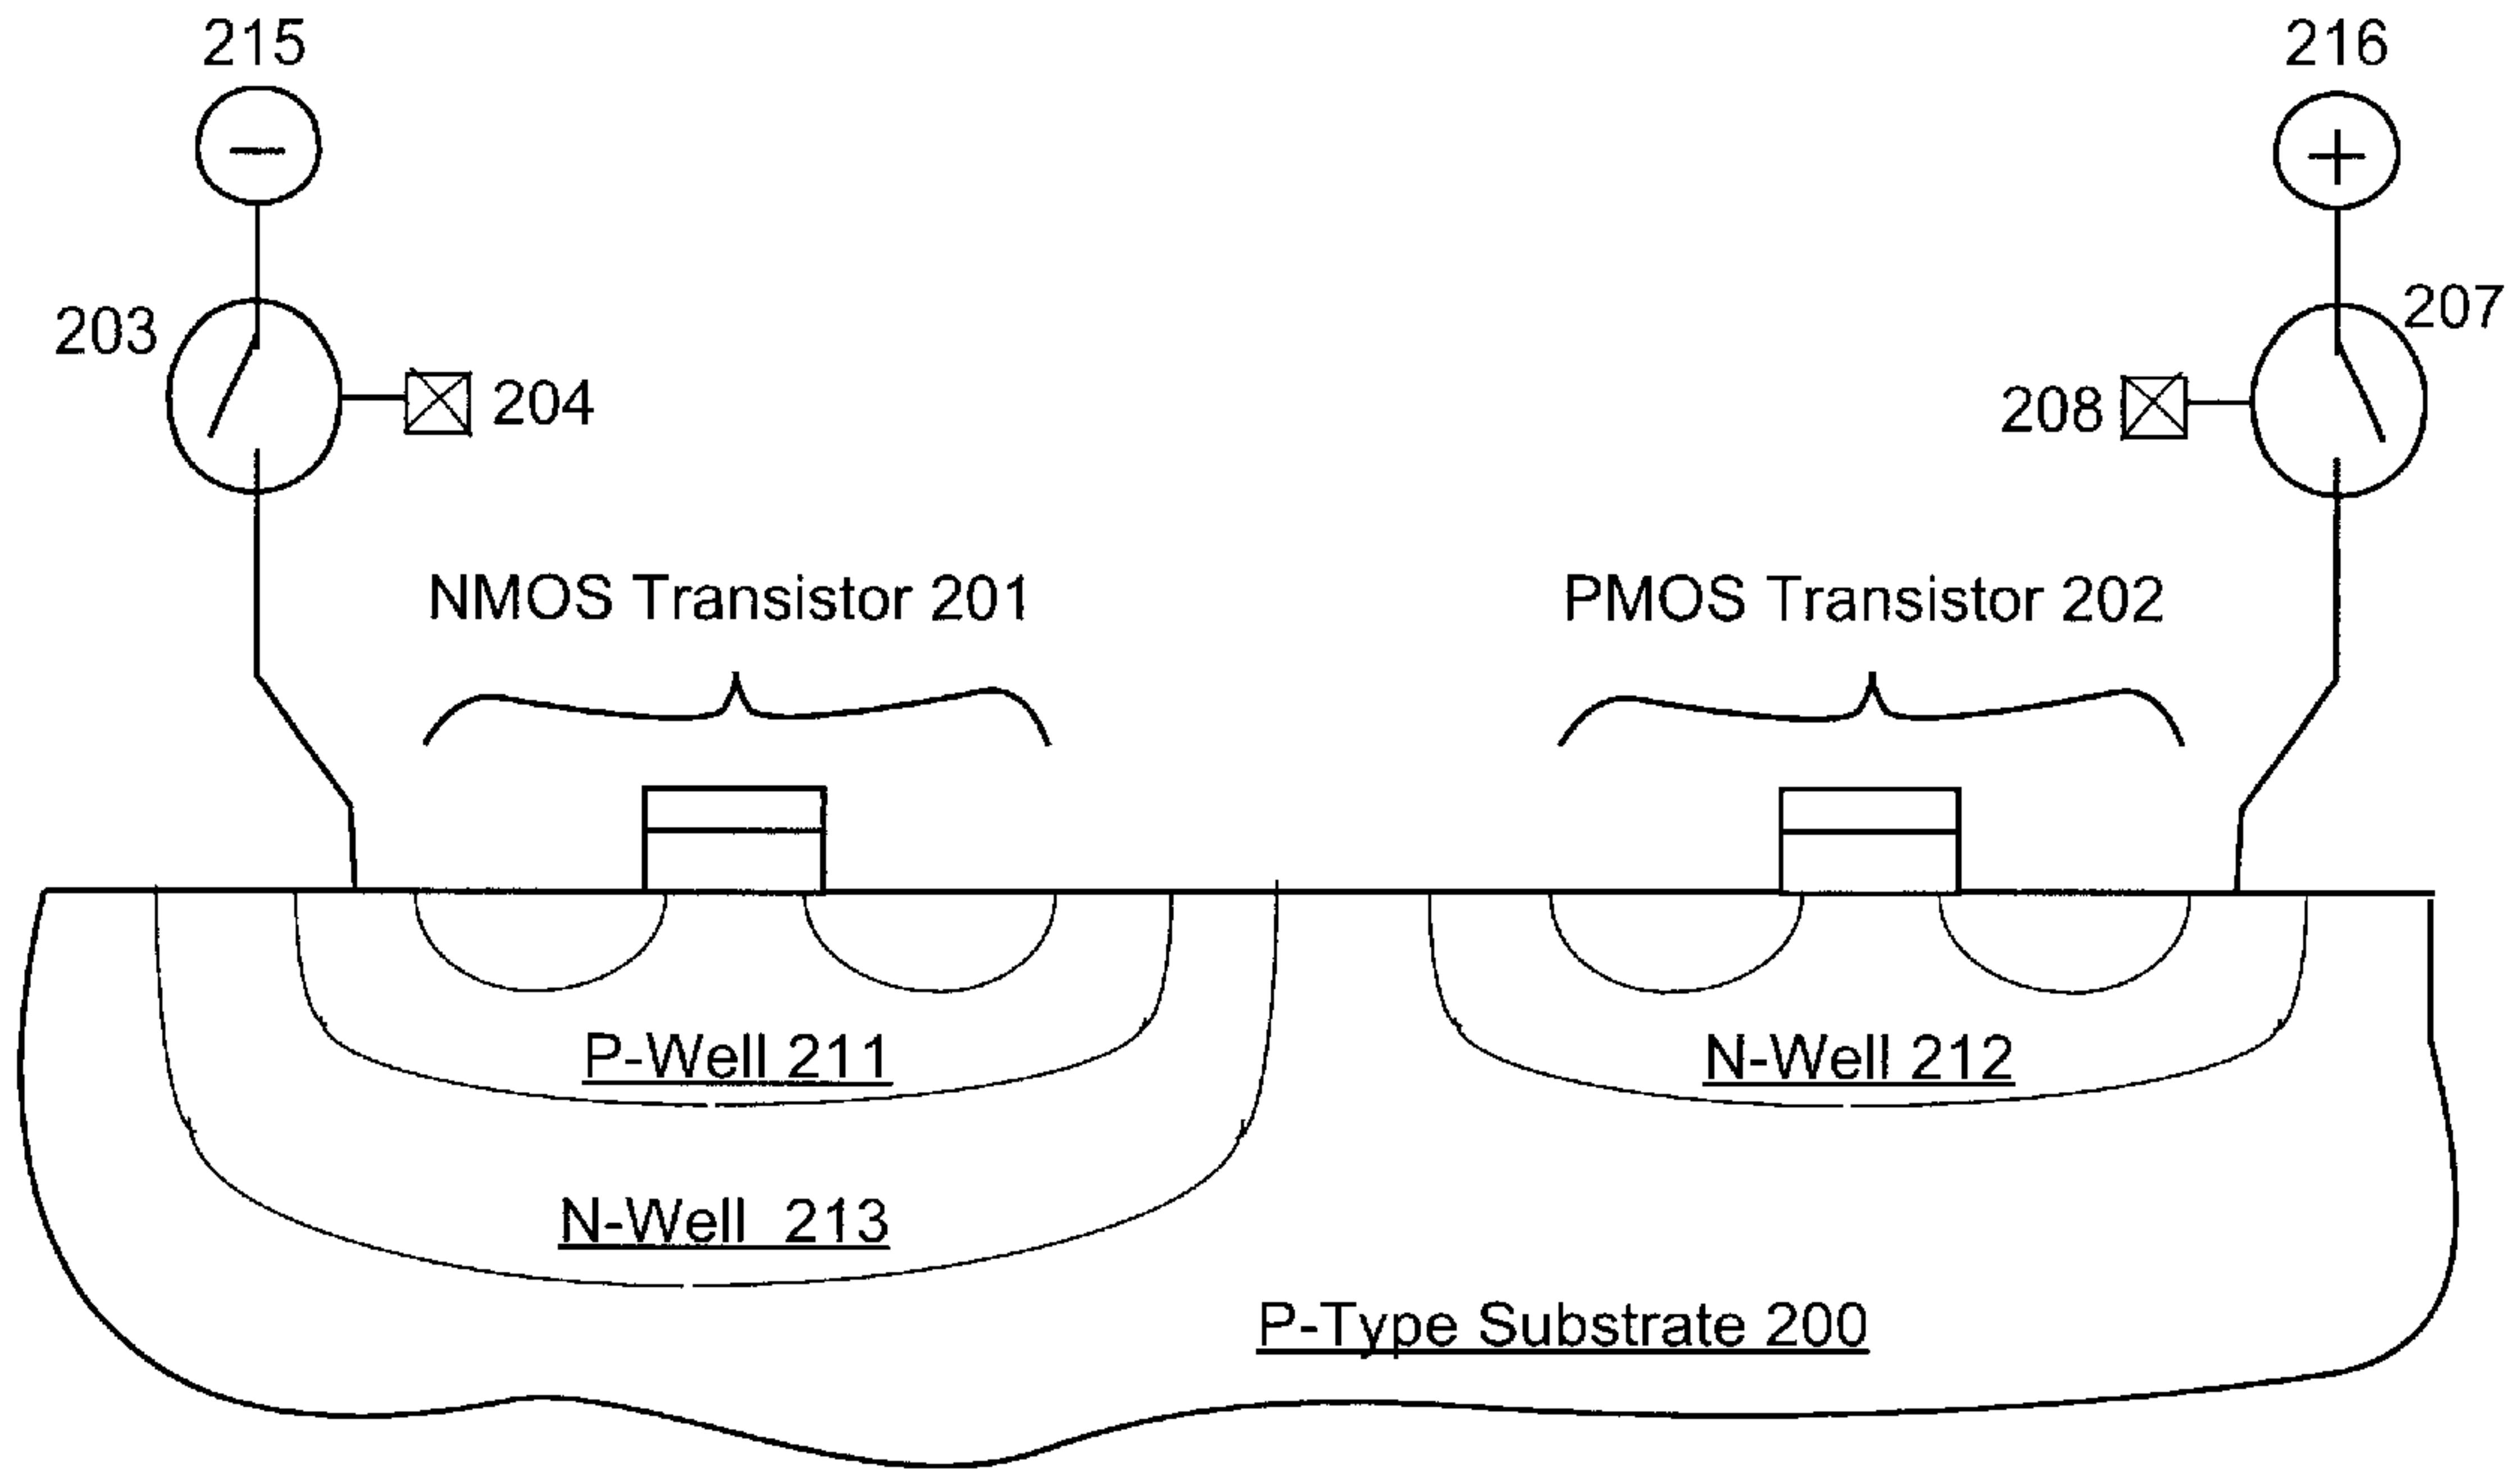 215
216
203
207
204
208
NMOS Transistor 201
PMOS Transistor 202
P-Well 211
N-Well 212
N-Well 213
P-Type Substrate 200